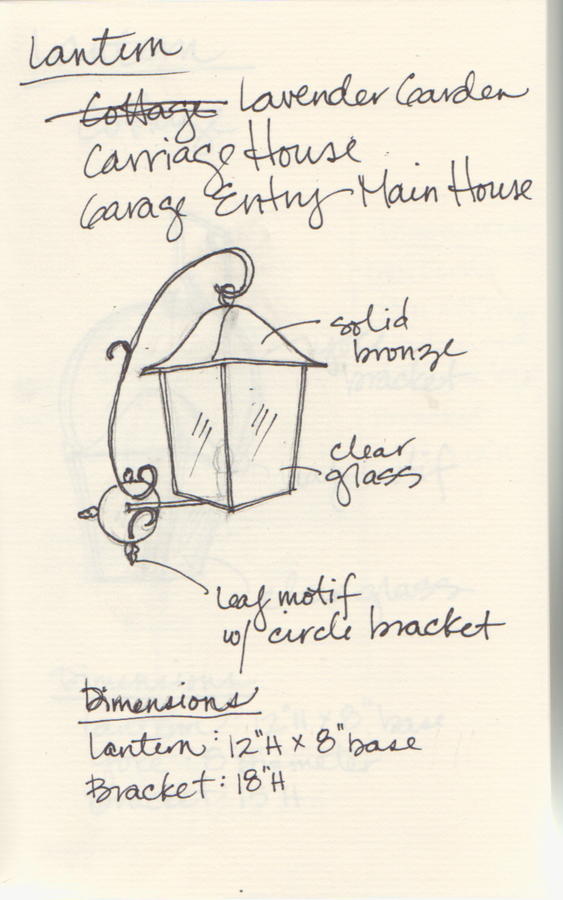 Lantern
Cottage Lavender Garden
Carriage House
Garage Entry Main House
solid
bronze
clear
glass
leaf motif
w/ circle bracket
Dimensions
Lantern: 12"H x 8" base
Bracket: 18"H